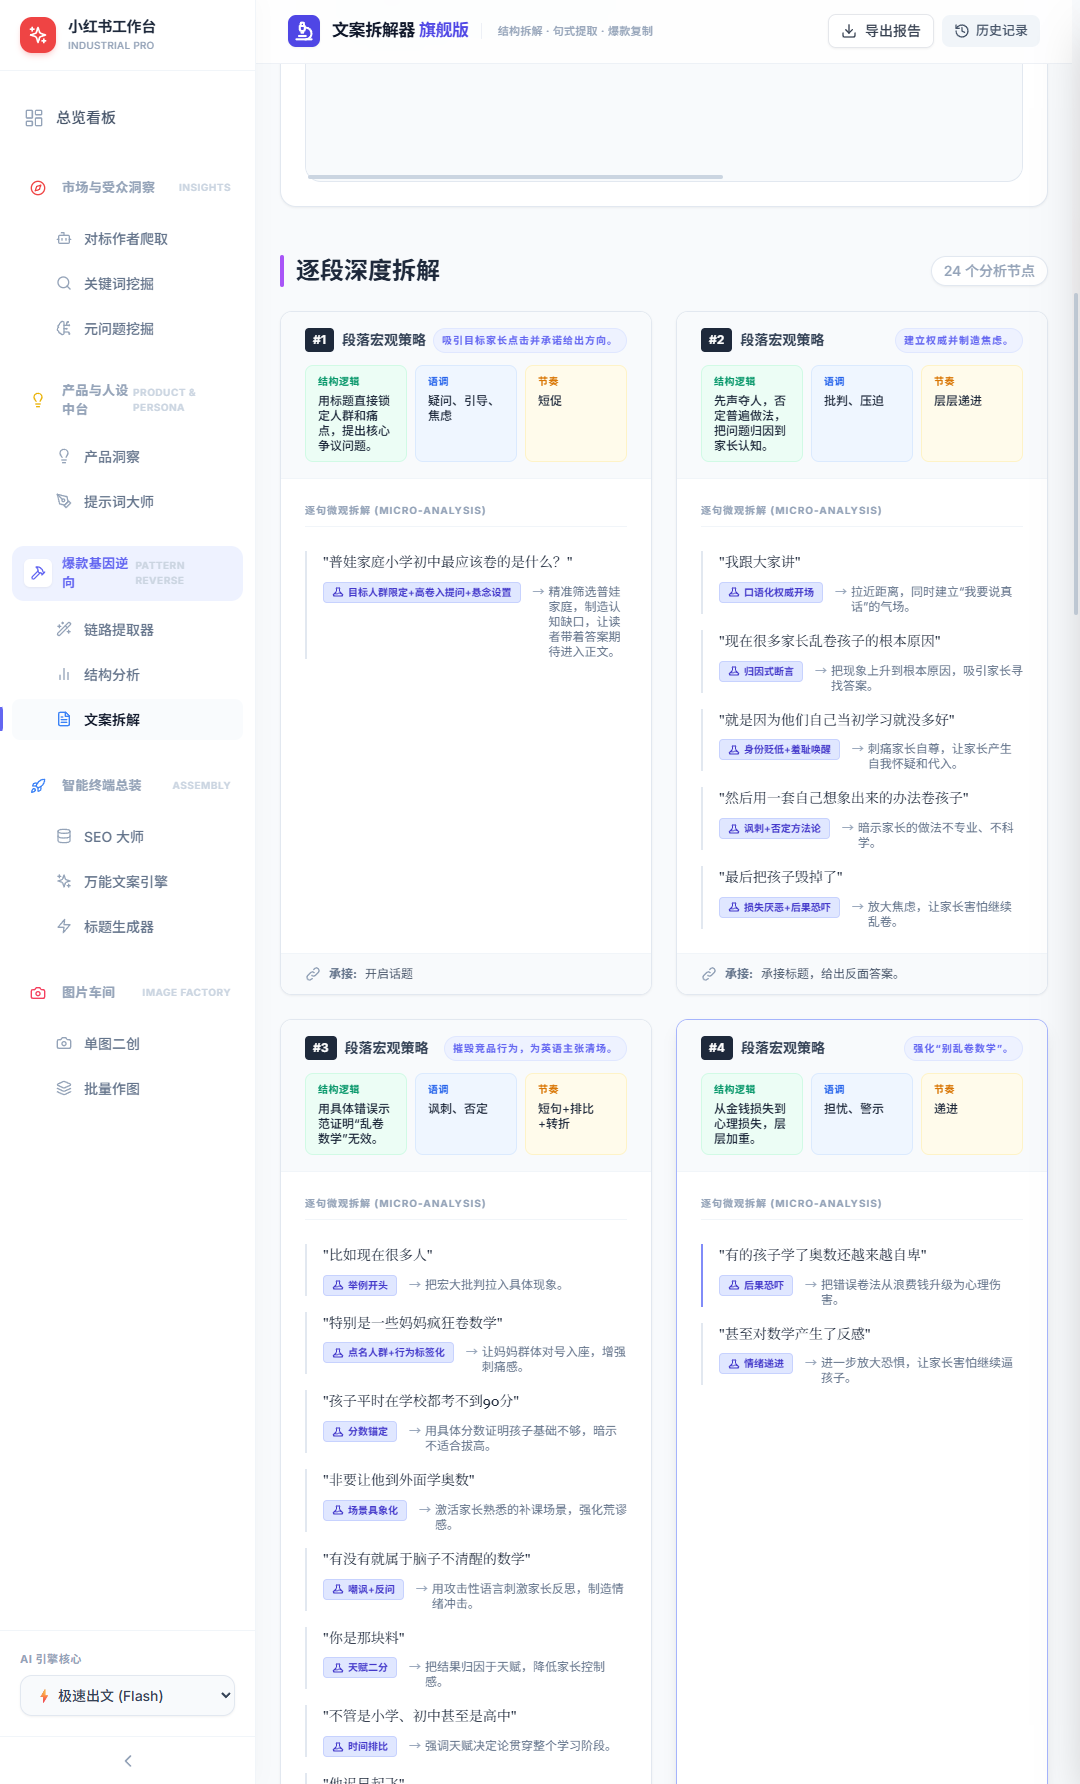 小红书工作台
INDUSTRIAL PRO
总览看板
市场与受众洞察 INSIGHTS
对标作者爬取
关键词挖掘
元问题挖掘
产品与人设中台 PRODUCT & PERSONA
产品洞察
提示词大师
爆款基因逆向 PATTERN REVERSE
链路提取器
结构分析
文案拆解
智能终端总装 ASSEMBLY
SEO 大师
万能文案引擎
标题生成器
图片车间 IMAGE FACTORY
单图二创
批量作图
AI 引擎核心
极速出文 (Flash)
文案拆解器 旗舰版 结构拆解 · 句式提取 · 爆款复制
导出报告
历史记录
逐段深度拆解
24 个分析节点
#1 段落宏观策略 吸引目标家长点击并承诺给出方向。
结构逻辑
用标题直接锁
定人群和痛
点，提出核心
争议问题。
语调
疑问、引导、
焦虑
节奏
短促
逐句微观拆解 (MICRO-ANALYSIS)
"普娃家庭小学初中最应该卷的是什么？"
目标人群限定+高卷入提问+悬念设置 → 精准筛选普娃
家庭，制造认
知缺口，让读
者带着答案期
待进入正文。
承接: 开启话题
#2 段落宏观策略 建立权威并制造焦虑。
结构逻辑
先声夺人，否
定普遍做法，
把问题归因到
家长认知。
语调
批判、压迫
节奏
层层递进
逐句微观拆解 (MICRO-ANALYSIS)
"我跟大家讲"
口语化权威开场 → 拉近距离，同时建立“我要说真
话”的气场。
"现在很多家长乱卷孩子的根本原因"
归因式断言 → 把现象上升到根本原因，吸引家长寻
找答案。
"就是因为他们自己当初学习就没多好"
身份贬低+羞耻唤醒 → 刺痛家长自尊，让家长产生
自我怀疑和代入。
"然后用一套自己想象出来的办法卷孩子"
讽刺+否定方法论 → 暗示家长的做法不专业、不科
学。
"最后把孩子毁掉了"
损失厌恶+后果恐吓 → 放大焦虑，让家长害怕继续
乱卷。
承接: 承接标题，给出反面答案。
#3 段落宏观策略 摧毁竞品行为，为英语主张清场。
结构逻辑
用具体错误示
范证明“乱卷
数学”无效。
语调
讽刺、否定
节奏
短句+排比
+转折
逐句微观拆解 (MICRO-ANALYSIS)
"比如现在很多人"
举例开头 → 把宏大批判拉入具体现象。
"特别是一些妈妈疯狂卷数学"
点名人群+行为标签化 → 让妈妈群体对号入座，增强
刺痛感。
"孩子平时在学校都考不到90分"
分数锚定 → 用具体分数证明孩子基础不够，暗示
不适合拔高。
"非要让他到外面学奥数"
场景具象化 → 激活家长熟悉的补课场景，强化荒谬
感。
"有没有就属于脑子不清醒的数学"
嘲讽+反问 → 用攻击性语言刺激家长反思，制造情
绪冲击。
"你是那块料"
天赋二分 → 把结果归因于天赋，降低家长控制
感。
"不管是小学、初中甚至是高中"
时间排比 → 强调天赋决定论贯穿整个学习阶段。
"他迟早起飞"
#4 段落宏观策略 强化“别乱卷数学”。
结构逻辑
从金钱损失到
心理损失，层
层加重。
语调
担忧、警示
节奏
递进
逐句微观拆解 (MICRO-ANALYSIS)
"有的孩子学了奥数还越来越自卑"
后果恐吓 → 把错误卷法从浪费钱升级为心理伤
害。
"甚至对数学产生了反感"
情绪递进 → 进一步放大恐惧，让家长害怕继续逼
孩子。